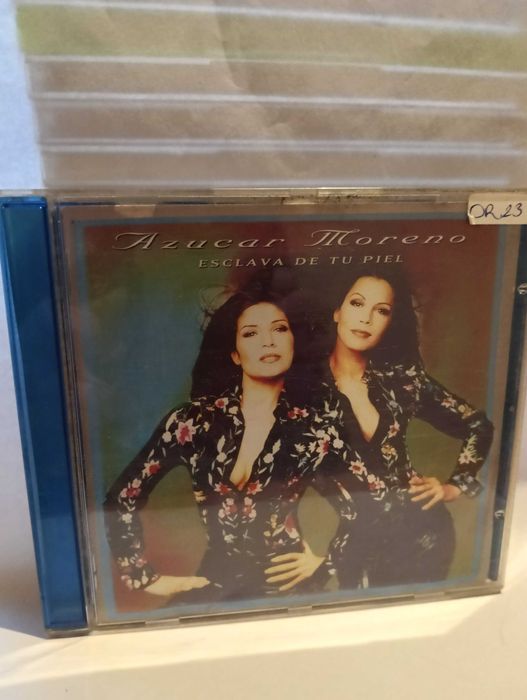 OR.23
Azucar Moreno
ESCLAVA DE TU PIEL